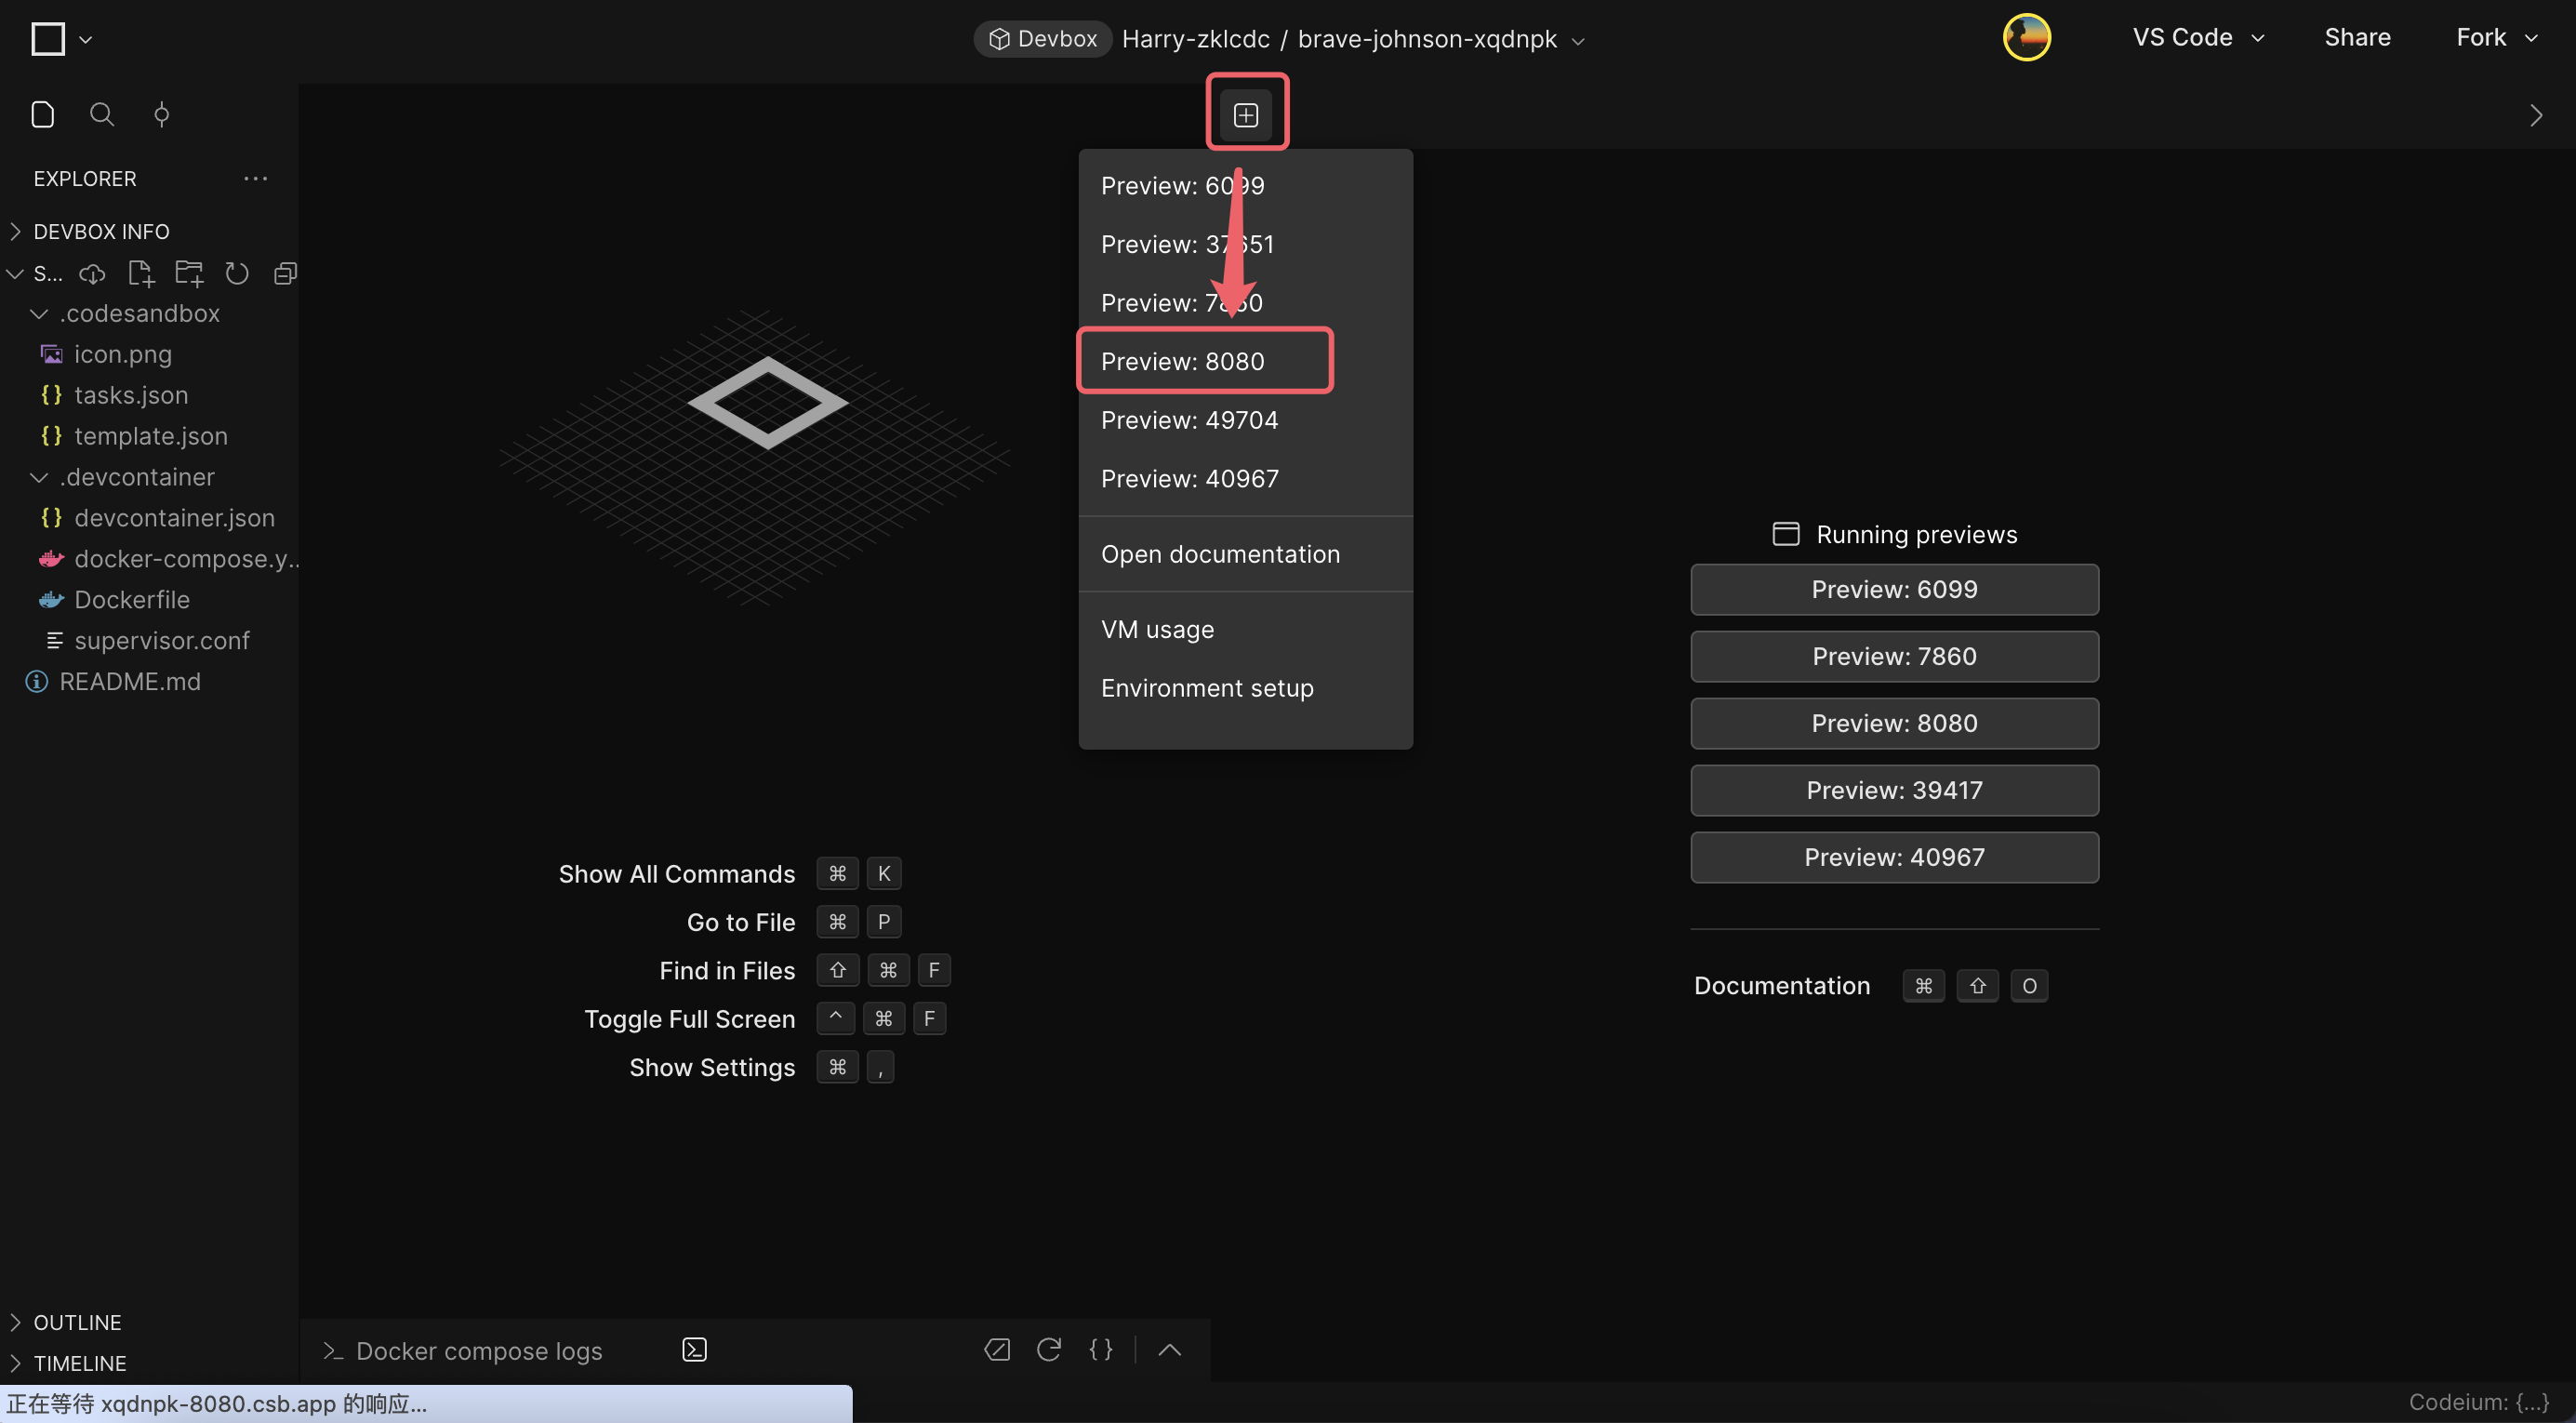 Devbox Harry-zklcdc / brave-johnson-xqdnpk
VS Code
Share
Fork
EXPLORER
DEVBOX INFO
S...
.codesandbox
icon.png
tasks.json
template.json
.devcontainer
devcontainer.json
docker-compose.y..
Dockerfile
supervisor.conf
README.md
OUTLINE
TIMELINE
Preview: 6099
Preview: 37651
Preview: 7860
Preview: 8080
Preview: 49704
Preview: 40967
Open documentation
VM usage
Environment setup
Show All Commands ⌘ K
Go to File ⌘ P
Find in Files ⇧ ⌘ F
Toggle Full Screen ^ ⌘ F
Show Settings ⌘ ,
Running previews
Preview: 6099
Preview: 7860
Preview: 8080
Preview: 39417
Preview: 40967
Documentation ⌘ ⇧ O
Docker compose logs
正在等待 xqdnpk-8080.csb.app 的响应...
Codeium: {...}